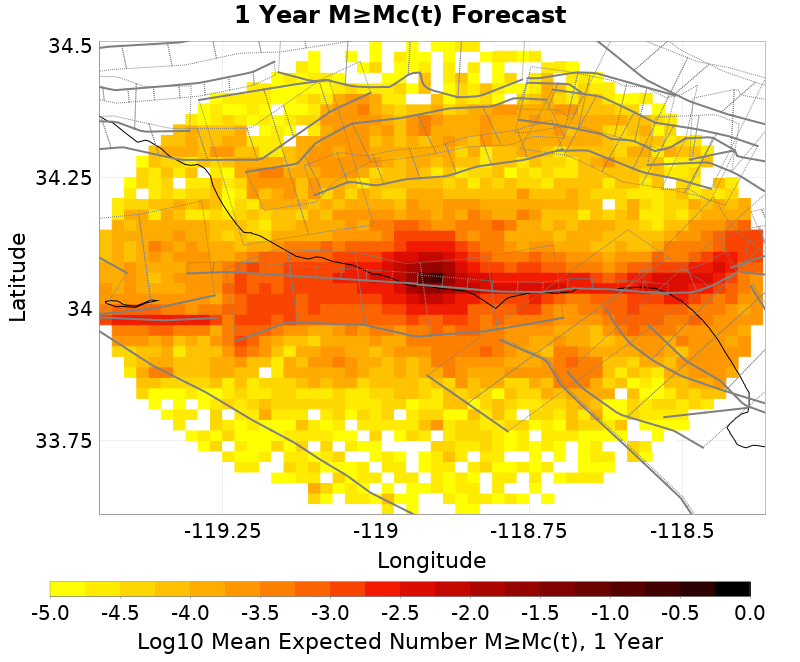 1 Year M≥Mc(t) Forecast
34.5
34.25
34
33.75
Latitude
-119.25 -119 -118.75 -118.5
Longitude
-5.0 -4.5 -4.0 -3.5 -3.0 -2.5 -2.0 -1.5 -1.0 -0.5 0.0
Log10 Mean Expected Number M≥Mc(t), 1 Year